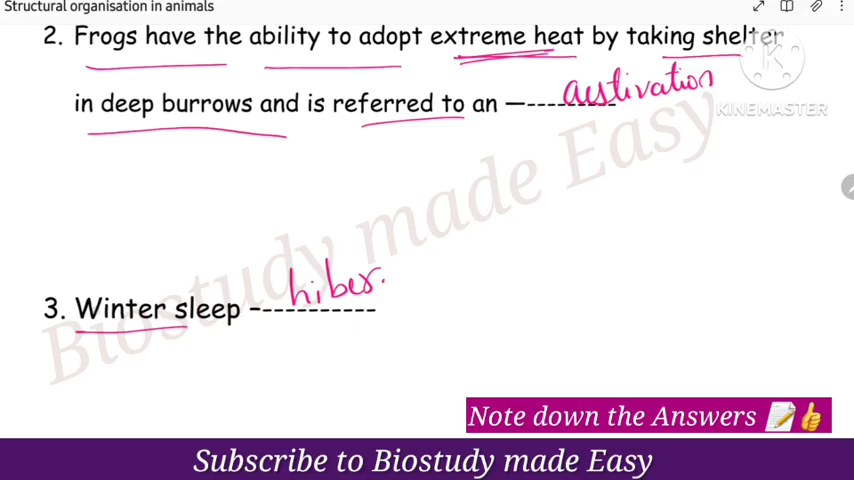 Structural organisation in animals
2. Frogs have the ability to adopt extreme heat by taking shelter
KINEMASTER
in deep burrows and is referred to an —--------- aestivation
Biostudy made Easy
3. Winter sleep ----------- hiber.
Note down the Answers 📝👍
Subscribe to Biostudy made Easy